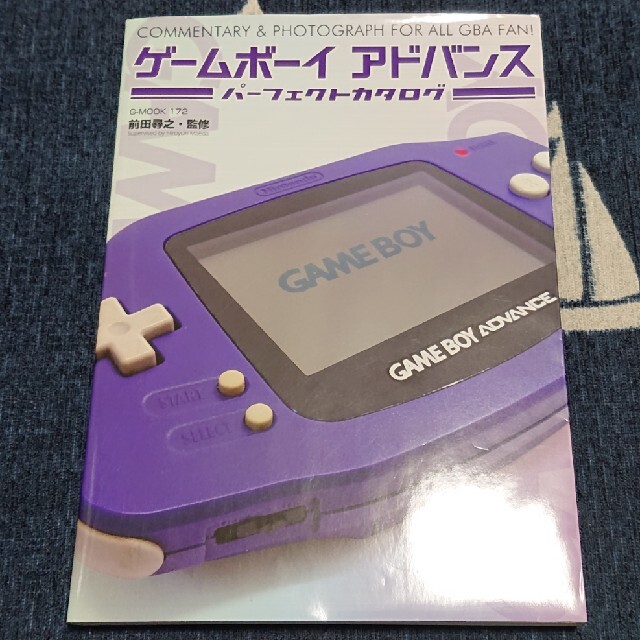 COMMENTARY & PHOTOGRAPH FOR ALL GBA FAN!
ゲームボーイ アドバンス
パーフェクトカタログ
G-MOOK 172
前田尋之・監修
Nintendo
GAME BOY
GAME BOY ADVANCE
START
SELECT